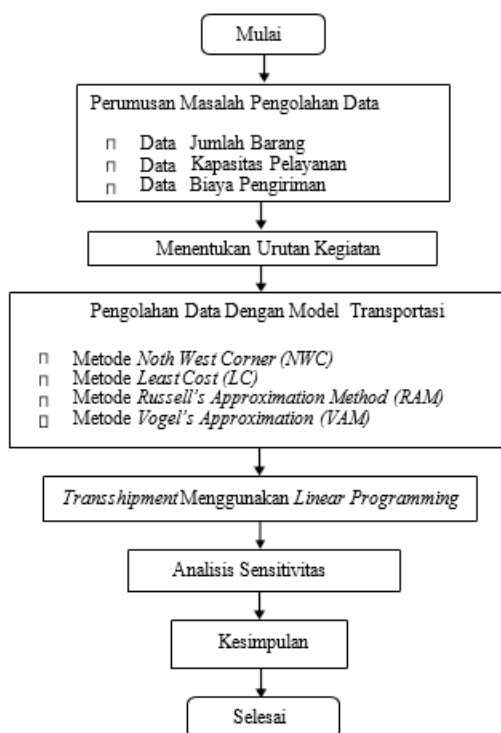 Mulai
Perumusan Masalah Pengolahan Data
Data Jumlah Barang
Data Kapasitas Pelayanan
Data Biaya Pengiriman
Menentukan Urutan Kegiatan
Pengolahan Data Dengan Model Transportasi
Metode Noth West Corner (NWC)
Metode Least Cost (LC)
Metode Russell's Approximation Method (RAM)
Metode Vogel's Approximation (VAM)
Transshipment Menggunakan Linear Programming
Analisis Sensitivitas
Kesimpulan
Selesai